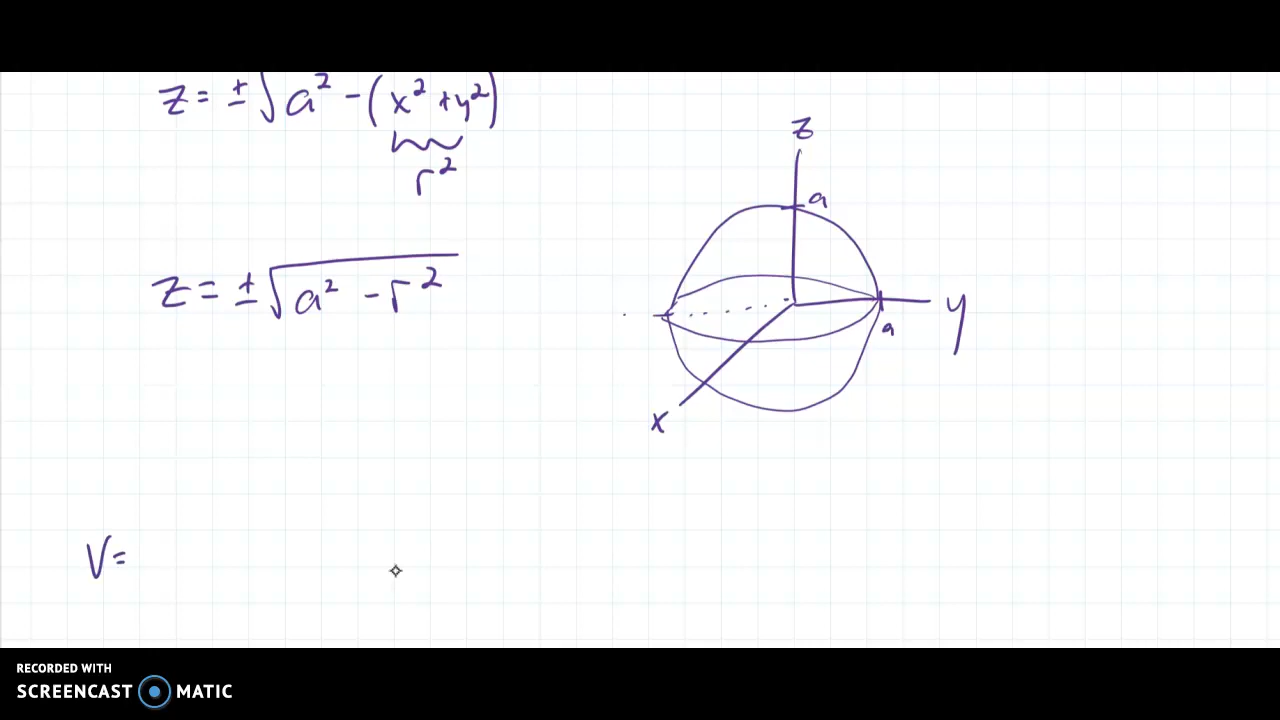 z = ±√a² - (x² + y²)
r²
z = ±√a² - r²
z
a
y
a
x
V =
RECORDED WITH
SCREENCAST MATIC